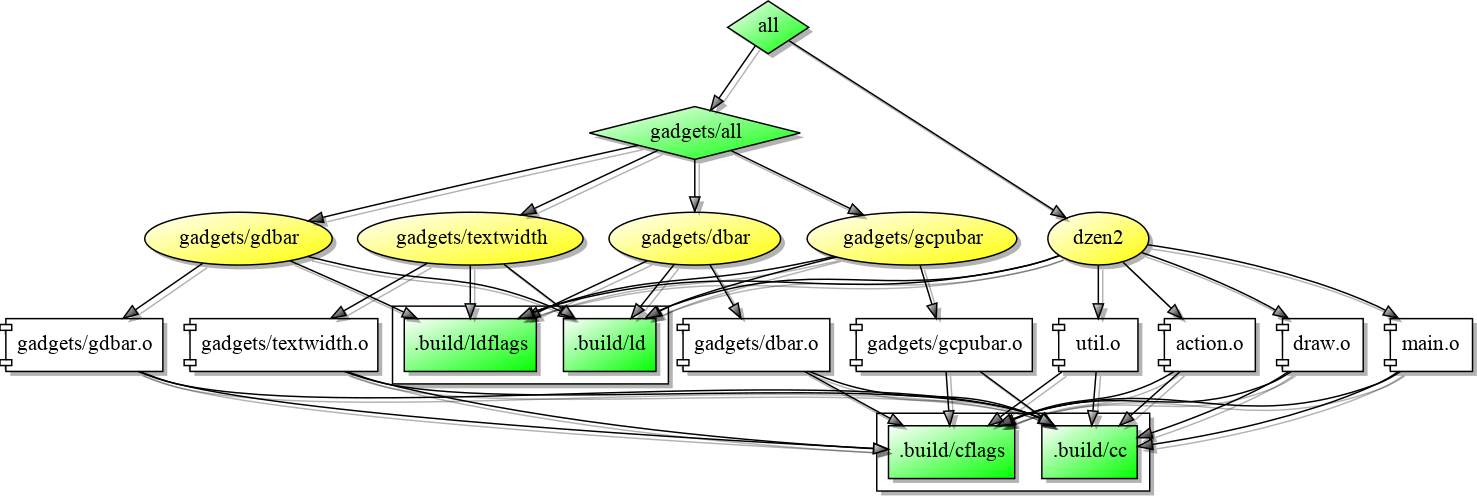 all
gadgets/all
gadgets/gdbar
gadgets/textwidth
gadgets/dbar
gadgets/gcpubar
dzen2
gadgets/gdbar.o
gadgets/textwidth.o
.build/ldflags
.build/ld
gadgets/dbar.o
gadgets/gcpubar.o
util.o
action.o
draw.o
main.o
.build/cflags
.build/cc